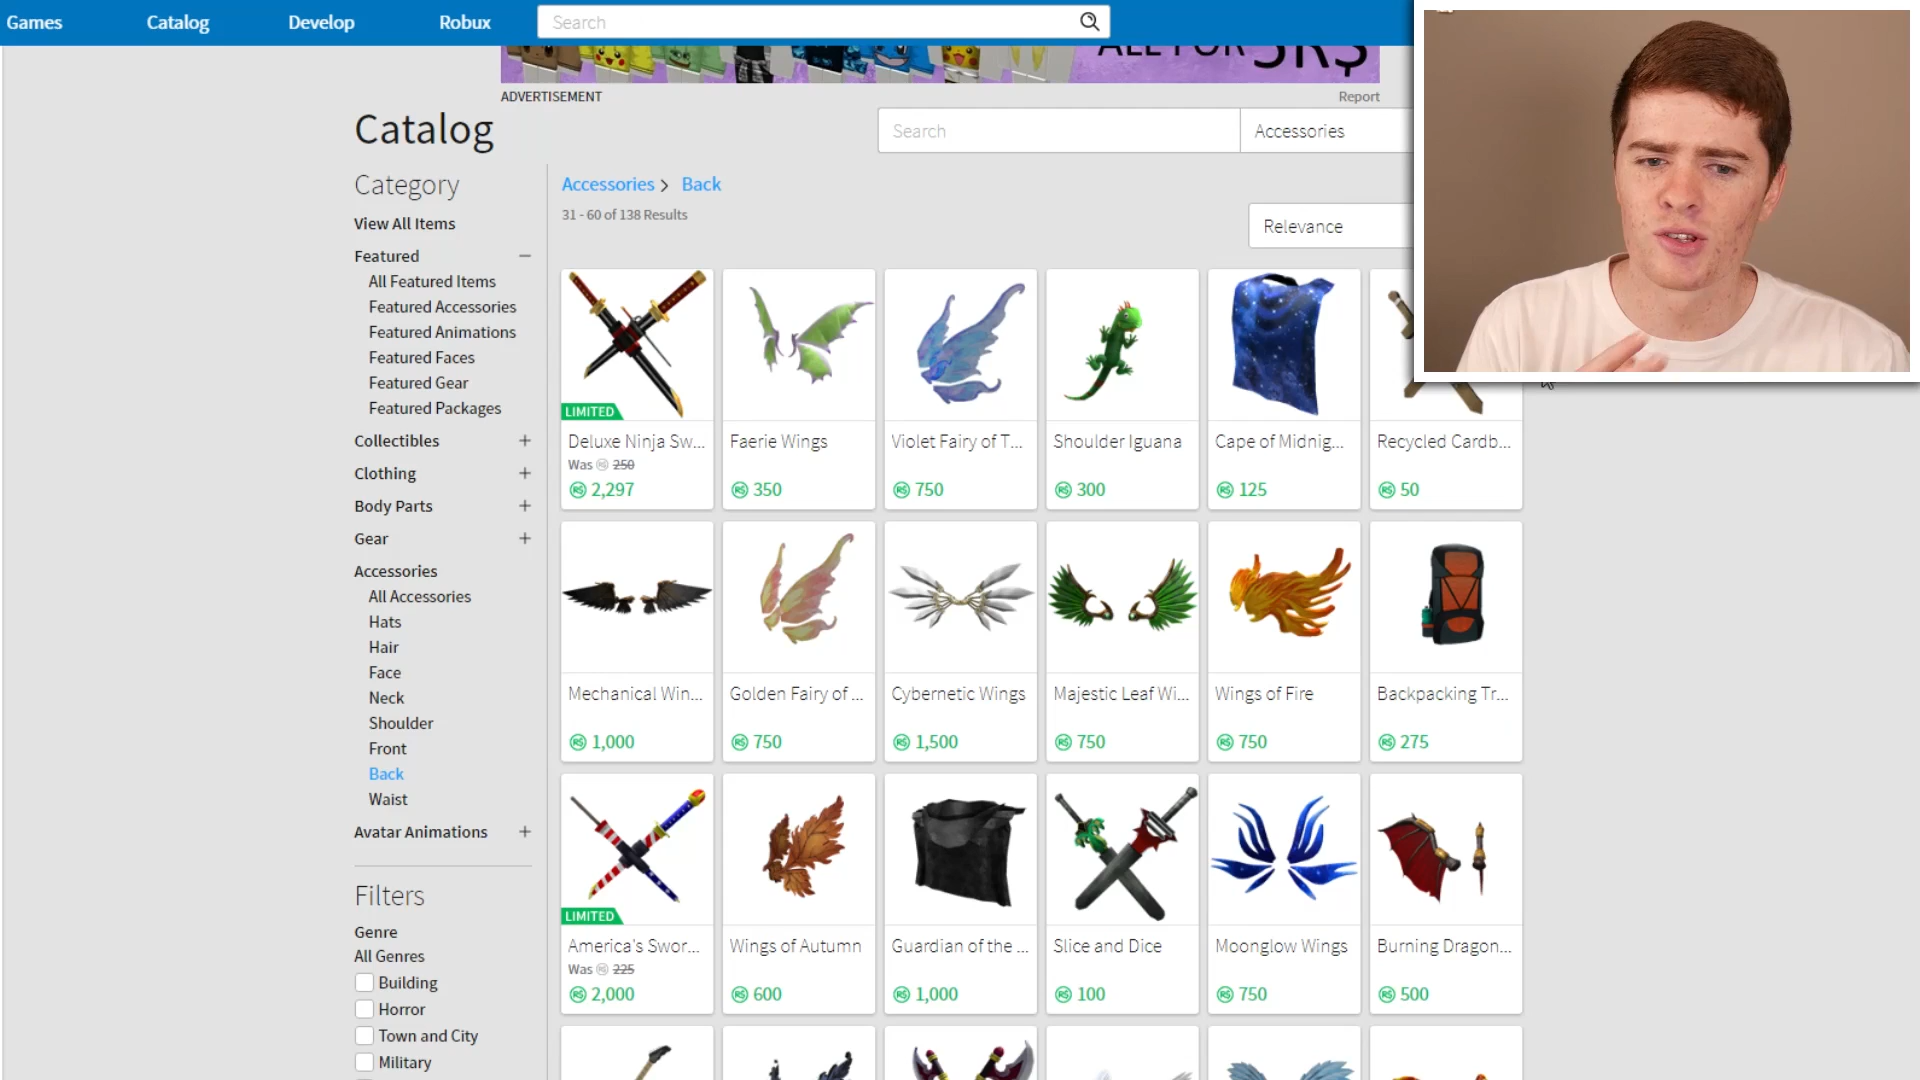 Games
Catalog
Develop
Robux
Search
ALL FOR 5R$
ADVERTISEMENT
Report
Catalog
Search
Accessories
Category
Accessories
Back
View All Items
31 - 60 of 138 Results
Relevance
Featured
All Featured Items
Featured Accessories
Featured Animations
Featured Faces
Featured Gear
Featured Packages
Collectibles
Clothing
Body Parts
Gear
Accessories
All Accessories
Hats
Hair
Face
Neck
Shoulder
Front
Back
Waist
Avatar Animations
Filters
Genre
All Genres
Building
Horror
Town and City
Military
LIMITED
Deluxe Ninja Sw...
Was R$ 250
R$ 2,297
Faerie Wings
R$ 350
Violet Fairy of T...
R$ 750
Shoulder Iguana
R$ 300
Cape of Midnig...
R$ 125
Recycled Cardb...
R$ 50
Mechanical Win...
R$ 1,000
Golden Fairy of ...
R$ 750
Cybernetic Wings
R$ 1,500
Majestic Leaf Wi...
R$ 750
Wings of Fire
R$ 750
Backpacking Tr...
R$ 275
LIMITED
America's Swor...
Was R$ 225
R$ 2,000
Wings of Autumn
R$ 600
Guardian of the ...
R$ 1,000
Slice and Dice
R$ 100
Moonglow Wings
R$ 750
Burning Dragon...
R$ 500